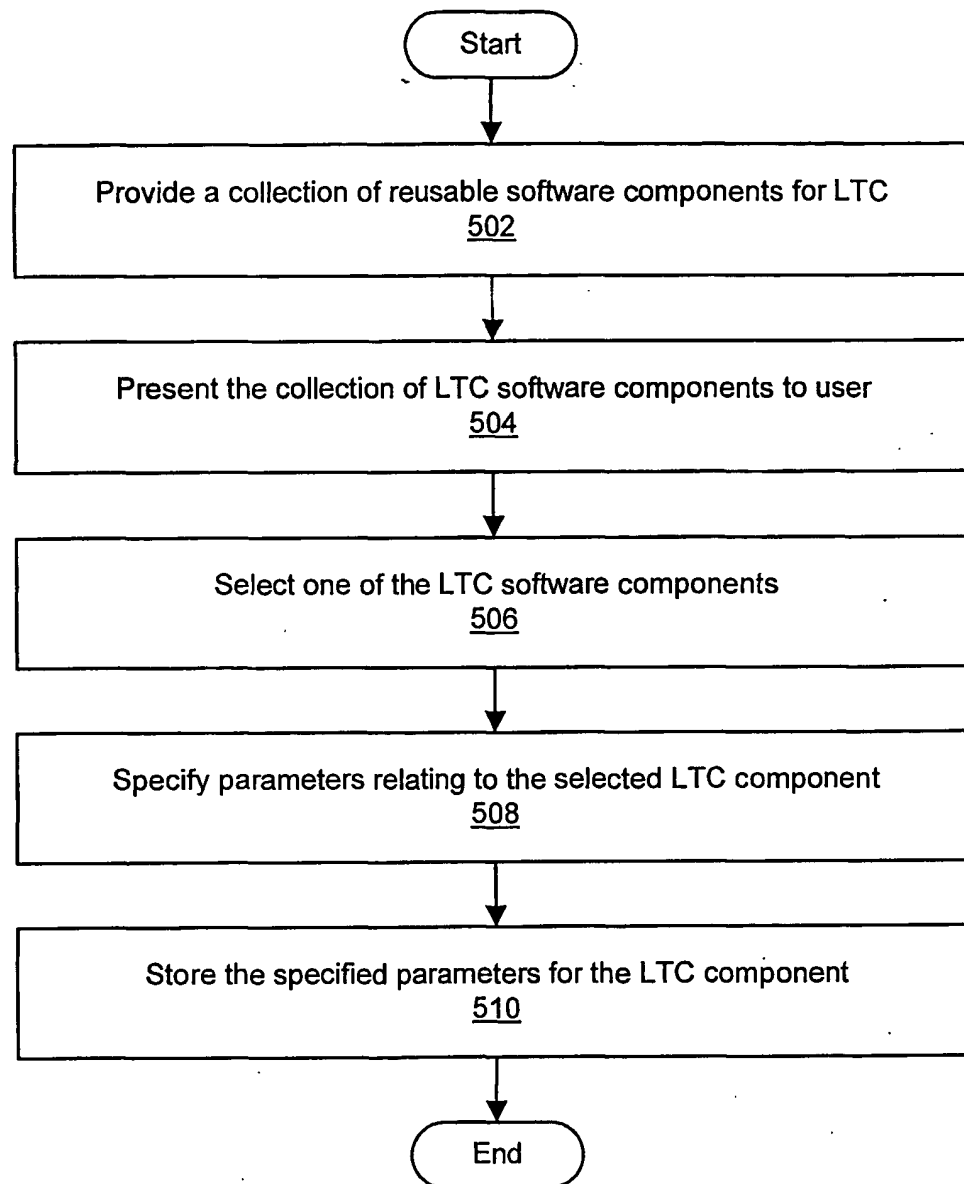 Start
Provide a collection of reusable software components for LTC
502
Present the collection of LTC software components to user
504
Select one of the LTC software components
506
Specify parameters relating to the selected LTC component
508
Store the specified parameters for the LTC component
510
End